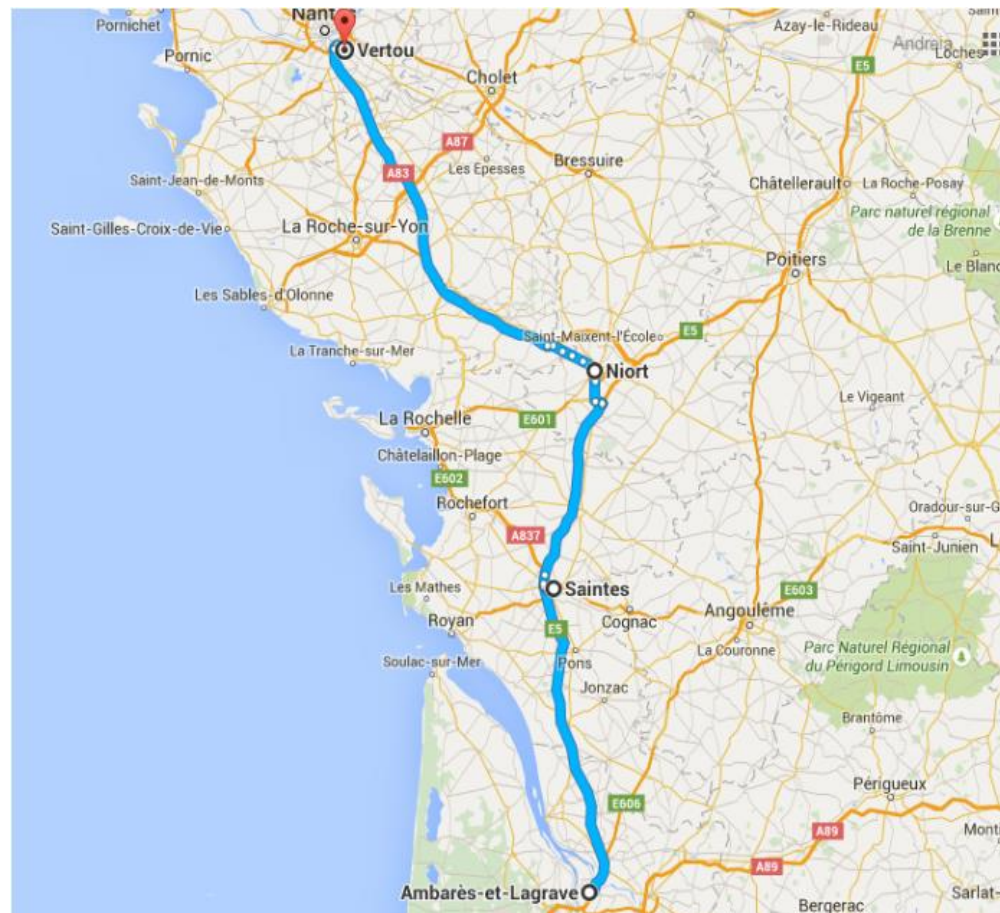 Pornichet
Nant
Azay-le-Rideau
Saint
Vertou
Andreia
Loches
Pornic
E5
Cholet
A87
A83
Les Epesses
Bressuire
Saint-Jean-de-Monts
Châtellerault
La Roche-Posay
Saint-Gilles-Croix-de-Vie
La Roche-sur-Yon
Parc naturel régional
de la Brenne
Poitiers
Le Blanc
Les Sables-d'Olonne
Saint-Maixent-l'École
E5
La Tranche-sur-Mer
Niort
Le Vigeant
La Rochelle
E601
Châtelaillon-Plage
E602
Rochefort
Oradour-sur-G
A837
Saint-Junien
L
Les Mathes
Saintes
E603
Royan
E5
Cognac
Angoulême
La Couronne
Soulac-sur-Mer
Pons
Parc Naturel Régional
du Périgord Limousin
Jonzac
Brantôme
Périgueux
E606
A89
Mont
A89
Ambarès-et-Lagrave
Bergerac
Sarlat-